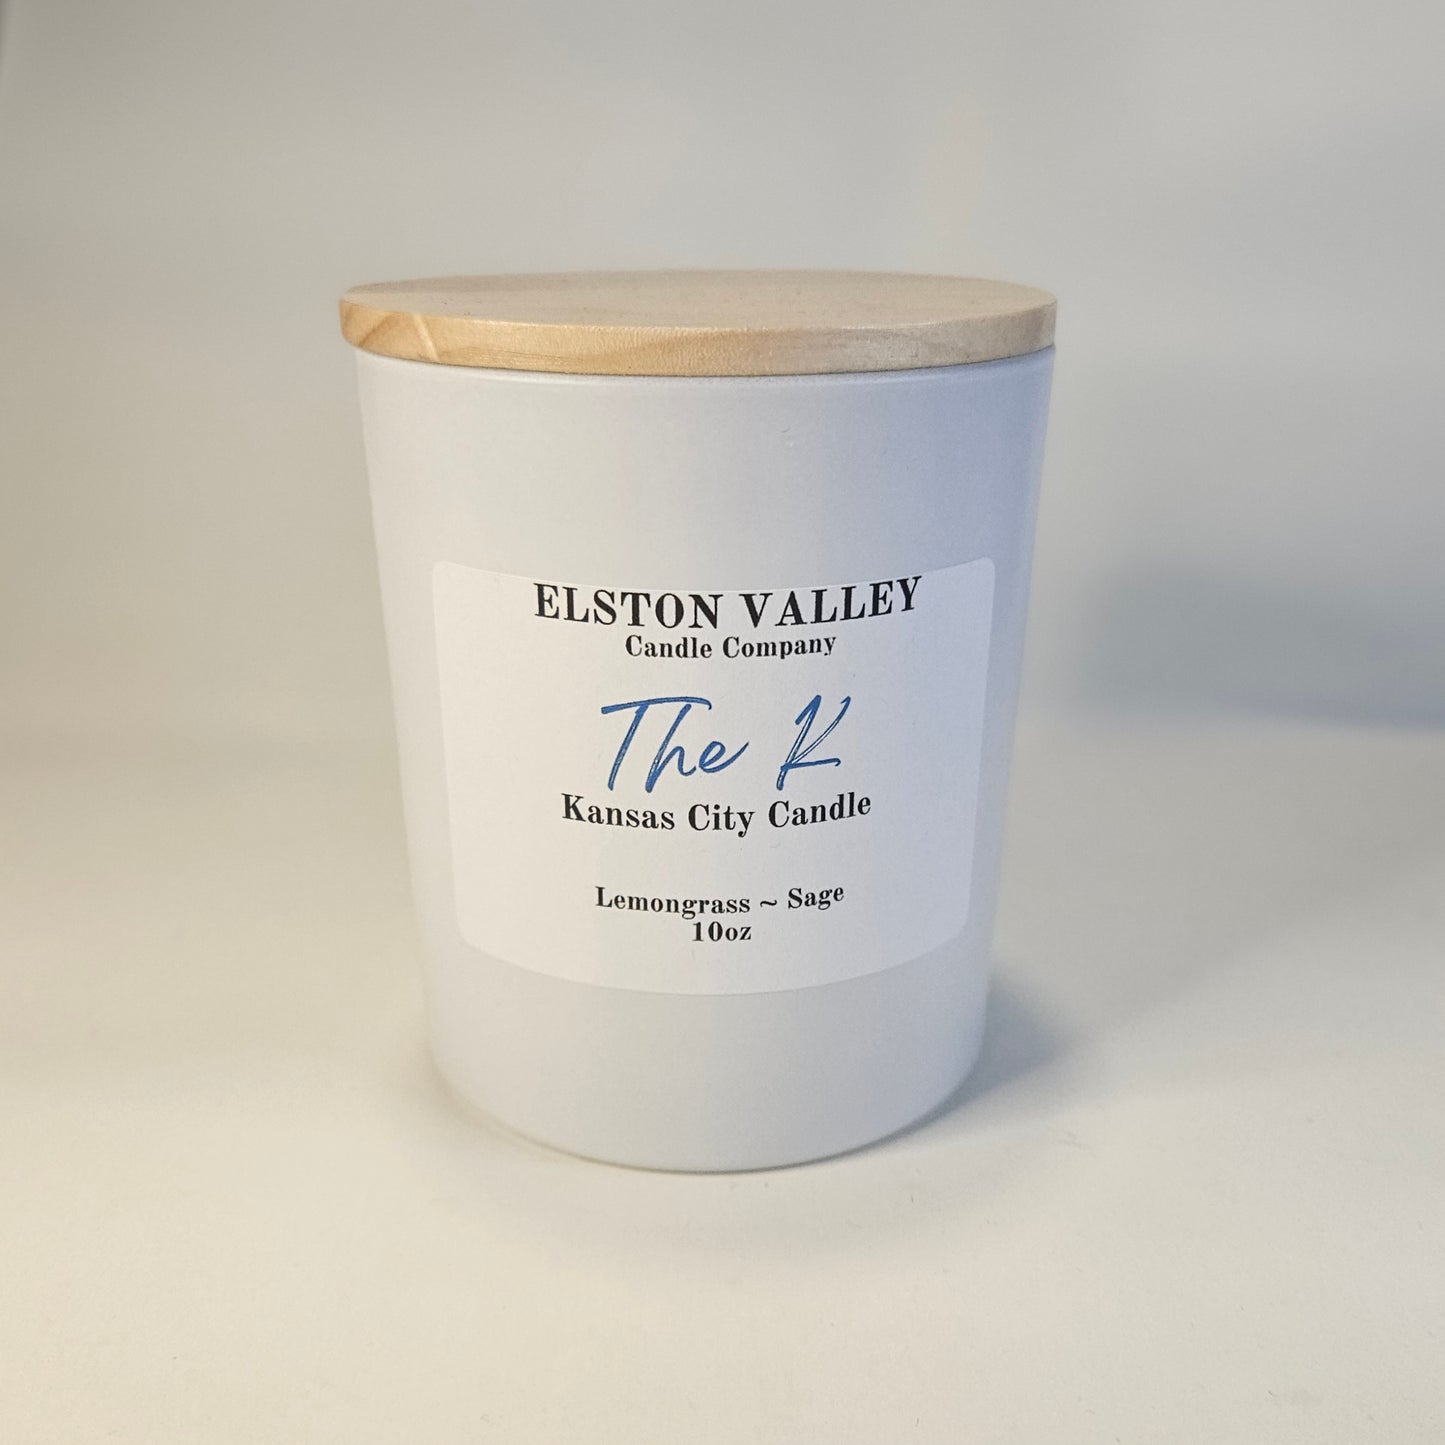 ELSTON VALLEY
Candle Company
The K
Kansas City Candle
Lemongrass ~ Sage
10oz